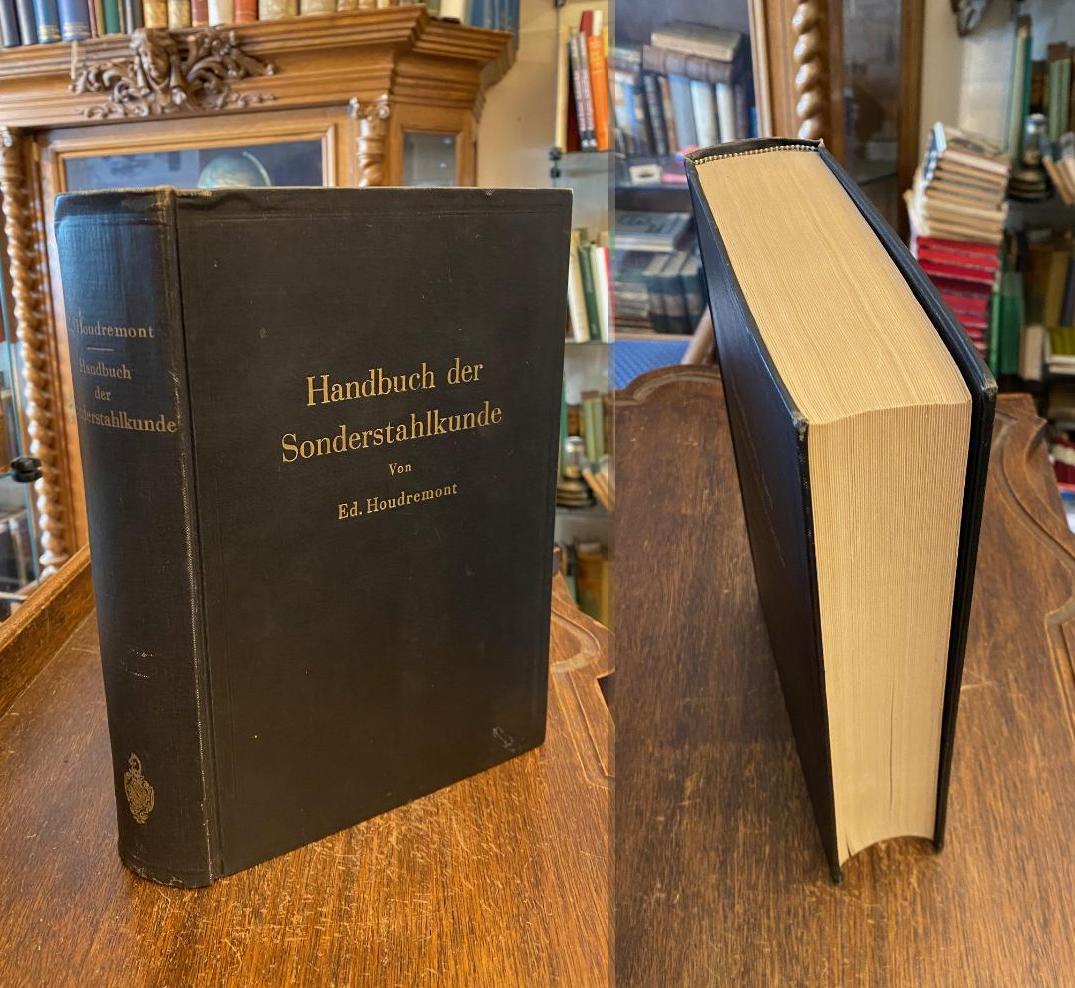 Houdremont
Handbuch
der
Sonderstahlkunde
Handbuch der
Sonderstahlkunde
Von
Ed. Houdremont